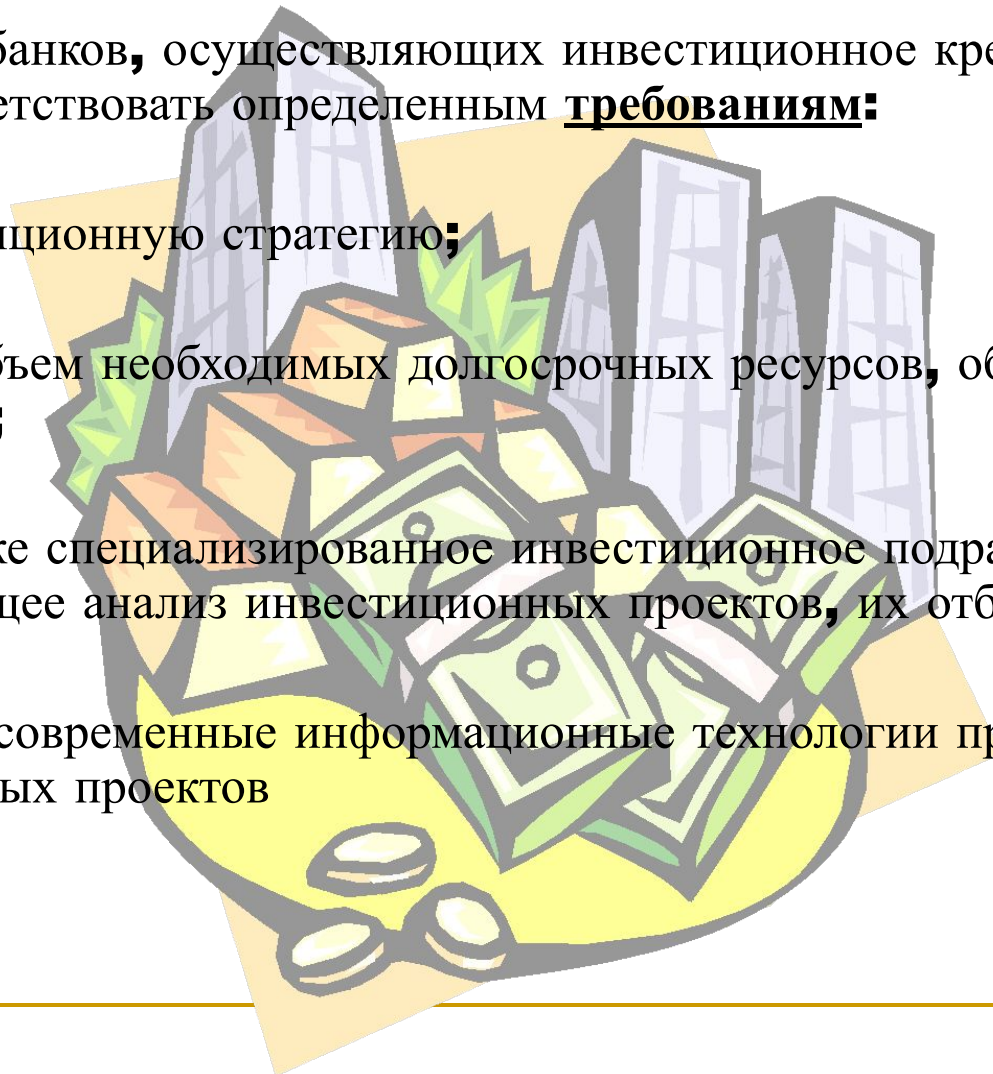 банков, осуществляющих инвестиционное кре
етствовать определенным требованиям:
иционную стратегию;
бъем необходимых долгосрочных ресурсов, об
;
ке специализированное инвестиционное подра
щее анализ инвестиционных проектов, их отб
современные информационные технологии пр
ых проектов